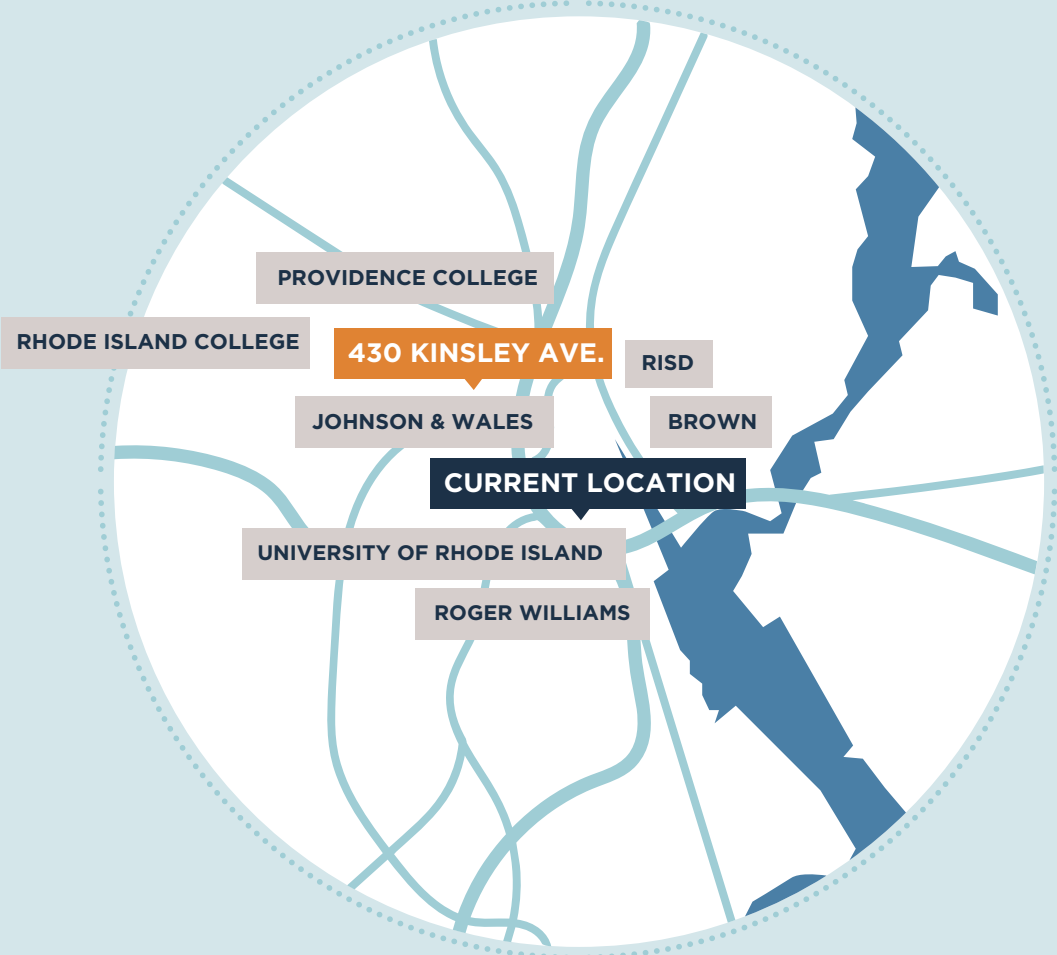 PROVIDENCE COLLEGE
RHODE ISLAND COLLEGE
430 KINSLEY AVE.
RISD
JOHNSON & WALES
BROWN
CURRENT LOCATION
UNIVERSITY OF RHODE ISLAND
ROGER WILLIAMS